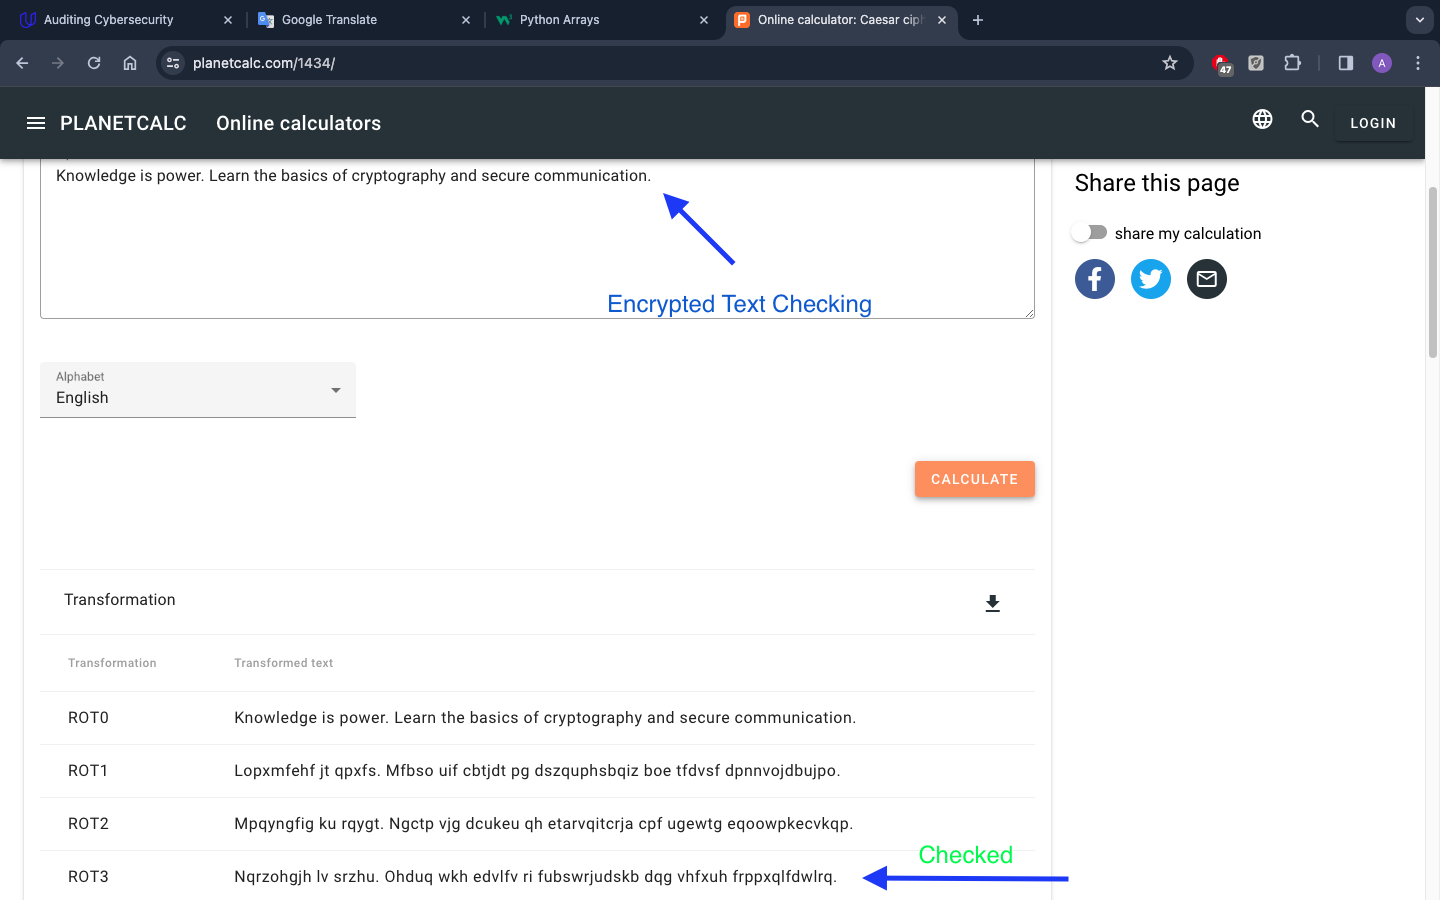 Auditing Cybersecurity
Google Translate
Python Arrays
Online calculator: Caesar ciph
planetcalc.com/1434/
47
A
PLANETCALC
Online calculators
LOGIN
Knowledge is power. Learn the basics of cryptography and secure communication.
Encrypted Text Checking
Share this page
share my calculation
Alphabet
English
CALCULATE
Transformation
Transformation Transformed text
ROT0 Knowledge is power. Learn the basics of cryptography and secure communication.
ROT1 Lopxmfehf jt qpxfs. Mfbso uif cbtjdt pg dszquphsbqiz boe tfdvsf dpnnvojdbujpo.
ROT2 Mpqyngfig ku rqygt. Ngctp vjg dcukeu qh etarvqitcrja cpf ugewtg eqoowpkecvkqp.
Checked
ROT3 Nqrzohgjh lv srzhu. Ohduq wkh edvlfv ri fubswrjudskb dqg vhfxuh frppxqlfdwlrq.